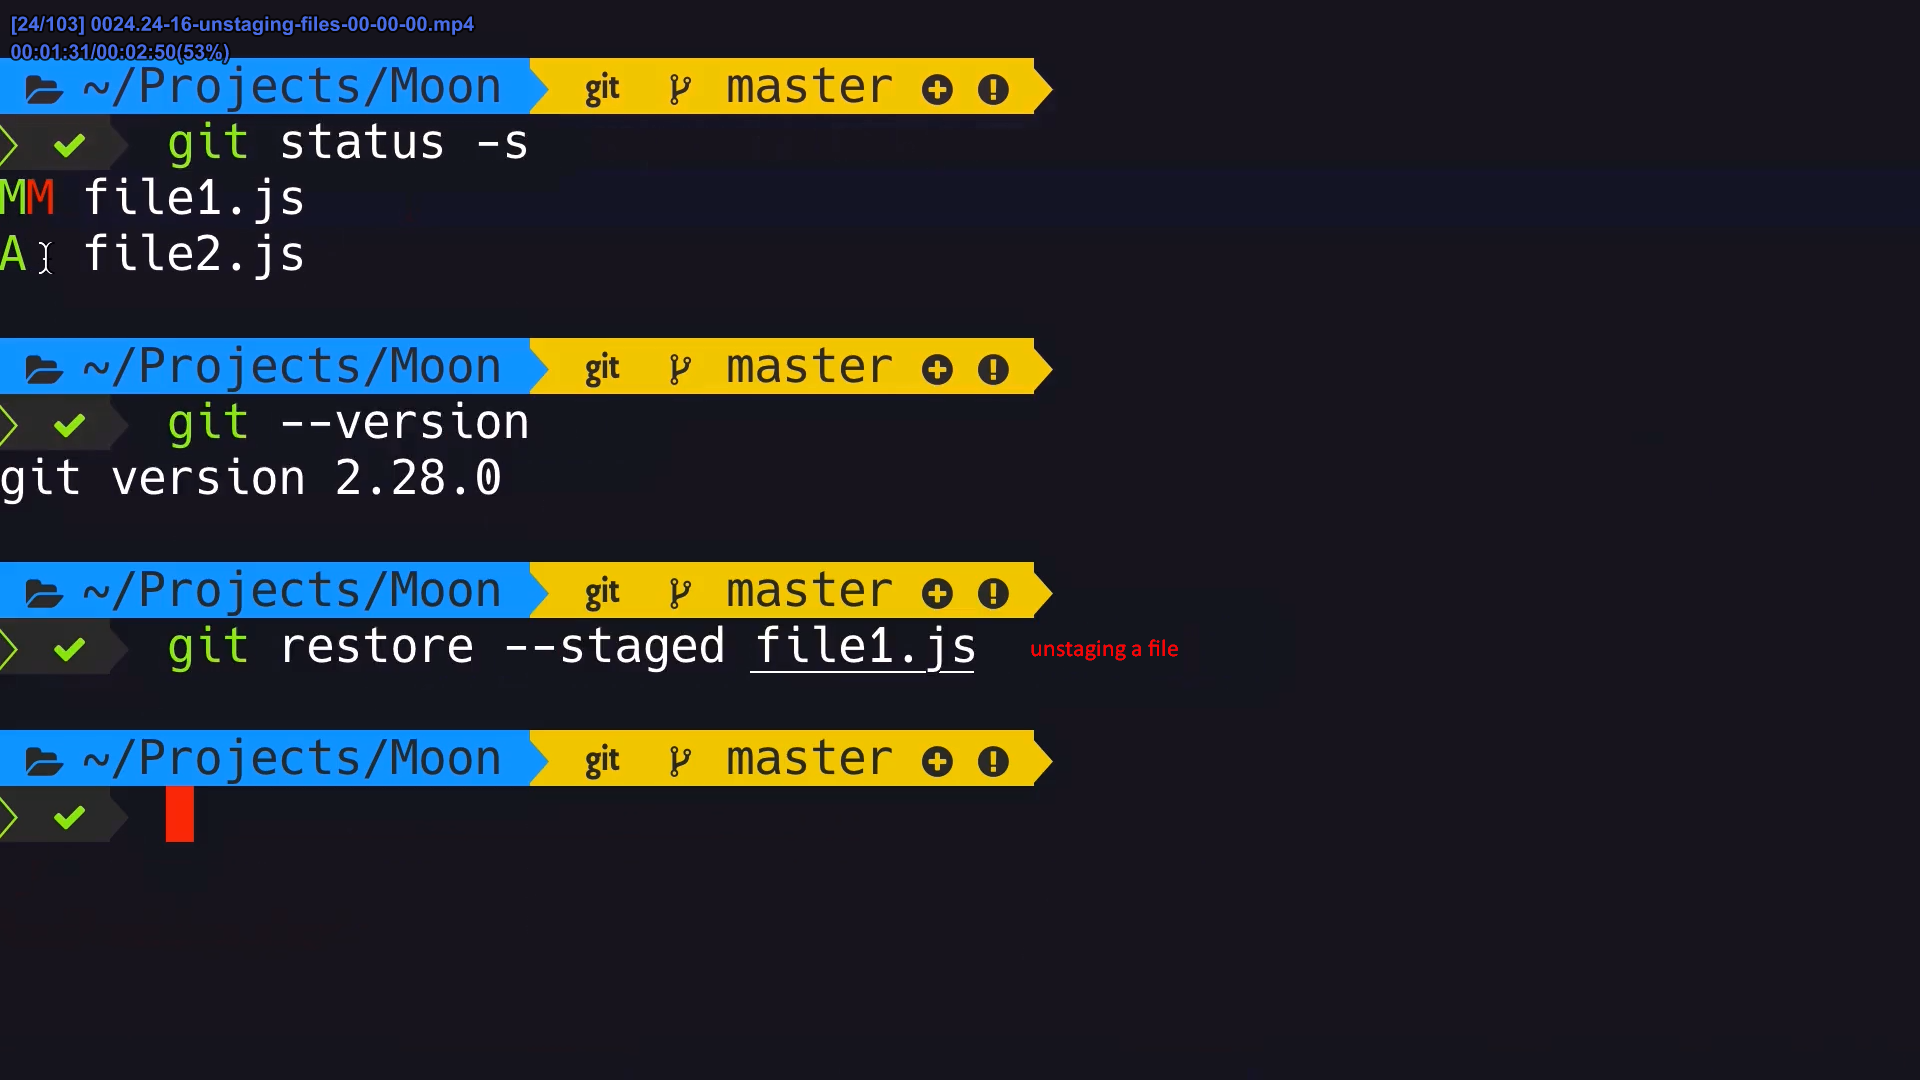 [24/103] 0024.24-16-unstaging-files-00-00-00.mp4
00:01:31/00:02:50(53%)
~/Projects/Moon git master
git status -s
MM file1.js
A file2.js
~/Projects/Moon git master
git --version
git version 2.28.0
~/Projects/Moon git master
git restore --staged file1.js unstaging a file
~/Projects/Moon git master